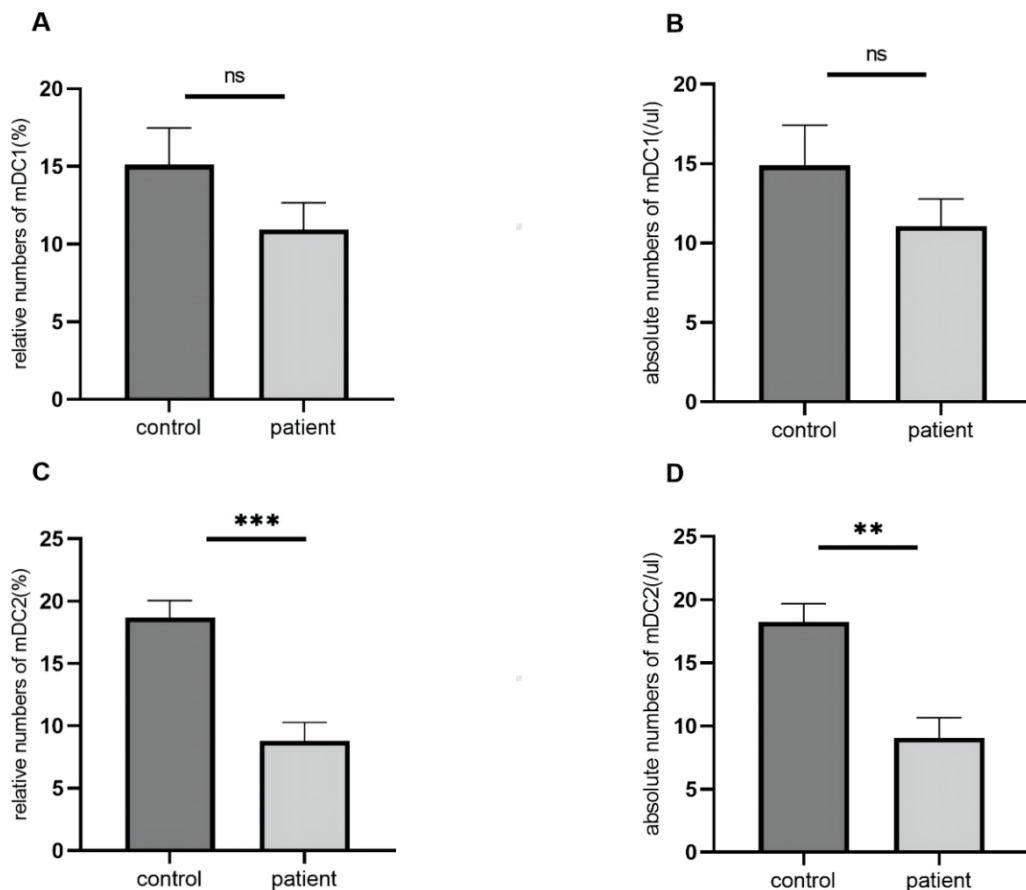 A
relative numbers of mDC1(%)
ns
20
15
10
5
0
control patient
B
absolute numbers of mDC1(/ul)
ns
20
15
10
5
0
control patient
C
relative numbers of mDC2(%)
***
25
20
15
10
5
0
control patient
D
absolute numbers of mDC2(/ul)
**
25
20
15
10
5
0
control patient